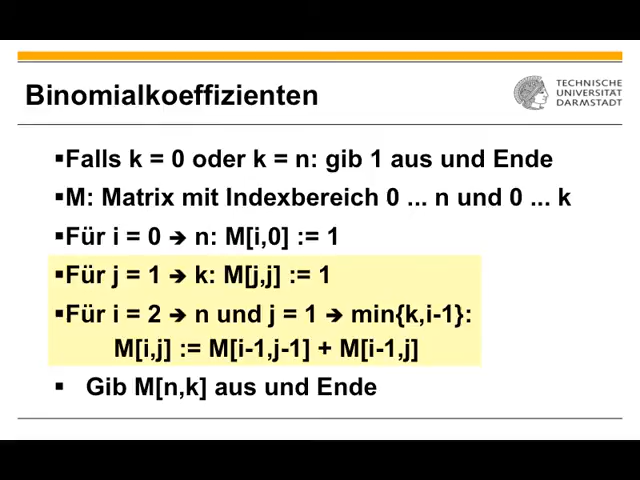 Binomialkoeffizienten
TECHNISCHE
UNIVERSITÄT
DARMSTADT
▪Falls k = 0 oder k = n: gib 1 aus und Ende
▪M: Matrix mit Indexbereich 0 ... n und 0 ... k
▪Für i = 0 ➔ n: M[i,0] := 1
▪Für j = 1 ➔ k: M[j,j] := 1
▪Für i = 2 ➔ n und j = 1 ➔ min{k,i-1}:
M[i,j] := M[i-1,j-1] + M[i-1,j]
▪ Gib M[n,k] aus und Ende